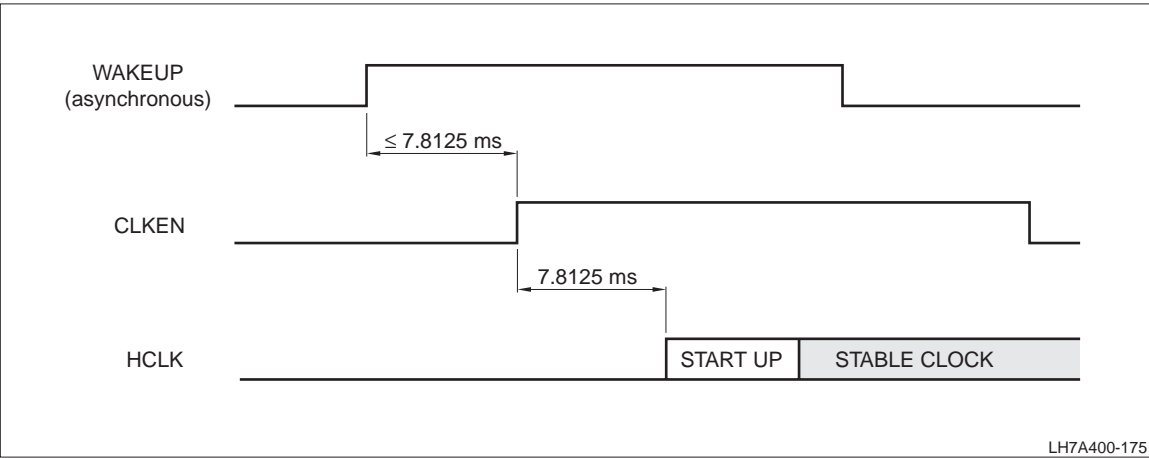 WAKEUP
(asynchronous)
≤ 7.8125 ms
CLKEN
7.8125 ms
HCLK
START UP
STABLE CLOCK
LH7A400-175